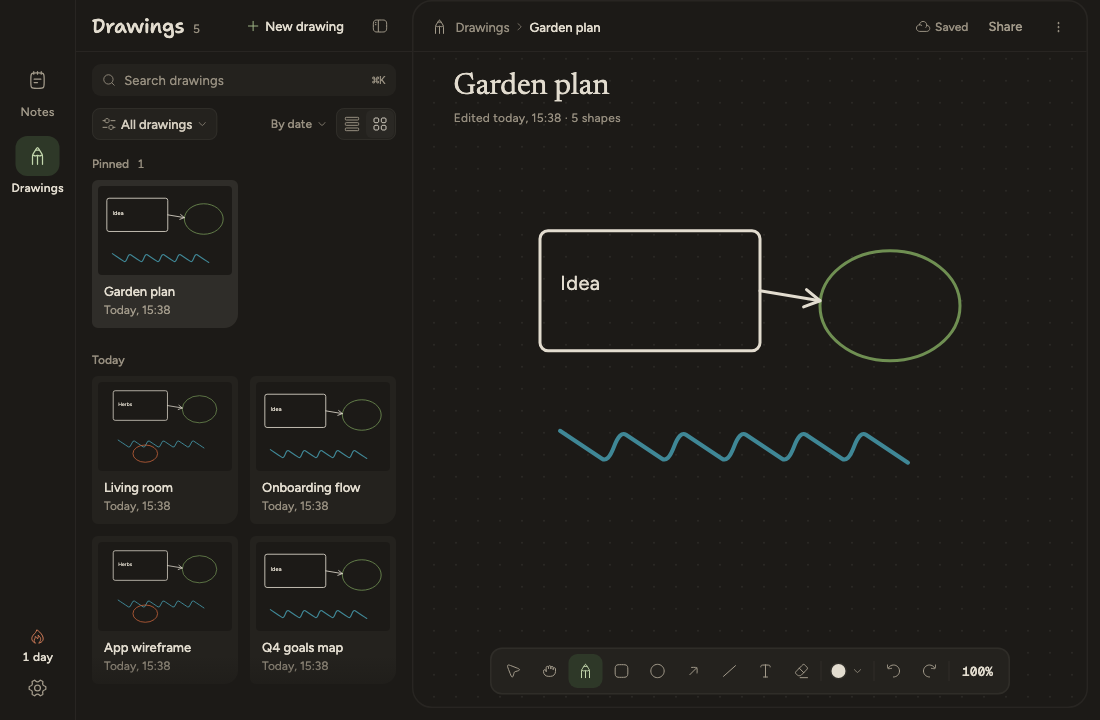 Drawings 5
New drawing
Drawings
Garden plan
Saved
Share
Notes
Drawings
Search drawings
⌘K
All drawings
By date
Pinned 1
Idea
Garden plan
Today, 15:38
Today
Herbs
Living room
Today, 15:38
Idea
Onboarding flow
Today, 15:38
Herbs
App wireframe
Today, 15:38
Idea
Q4 goals map
Today, 15:38
1 day
Garden plan
Edited today, 15:38 · 5 shapes
Idea
100%